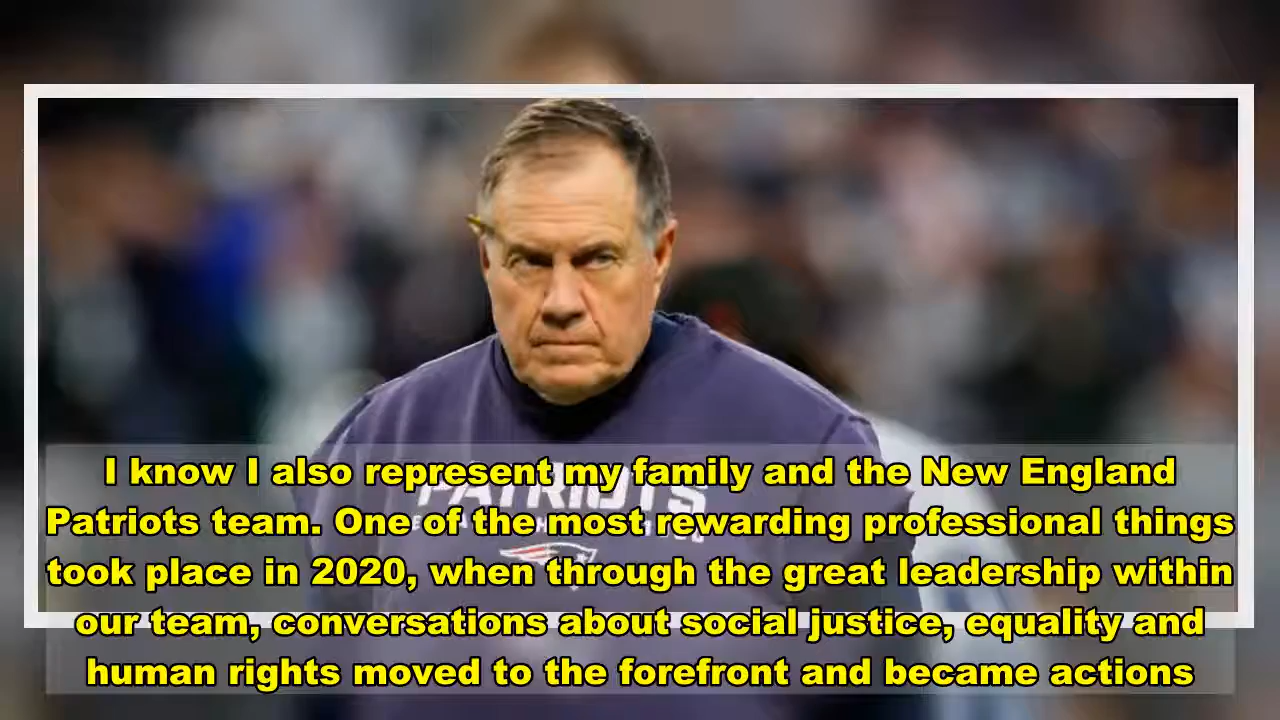 I know I also represent my family and the New England
Patriots team. One of the most rewarding professional things
took place in 2020, when through the great leadership within
our team, conversations about social justice, equality and
human rights moved to the forefront and became actions
PATRIOTS